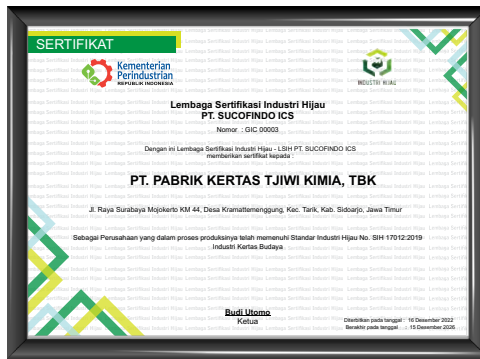 SERTIFIKAT
Kementerian
Perindustrian
REPUBLIK INDONESIA
INDUSTRI HIJAU
Lembaga Sertifikasi Industri Hijau
PT. SUCOFINDO ICS
Nomor : GIC 00003
Dengan ini Lembaga Sertifikasi Industri Hijau - LSIH PT. SUCOFINDO ICS
memberikan sertifikat kepada :
PT. PABRIK KERTAS TJIWI KIMIA, TBK
Jl. Raya Surabaya Mojokerto KM 44, Desa Kramattemenggung, Kec. Tarik, Kab. Sidoarjo, Jawa Timur
Sebagai Perusahaan yang dalam proses produksinya telah memenuhi Standar Industri Hijau No. SIH 17012:2019
Industri Kertas Budaya
Budi Utomo
Ketua
Diterbitkan pada tanggal : 16 Desember 2022
Berakhir pada tanggal : 15 Desember 2026